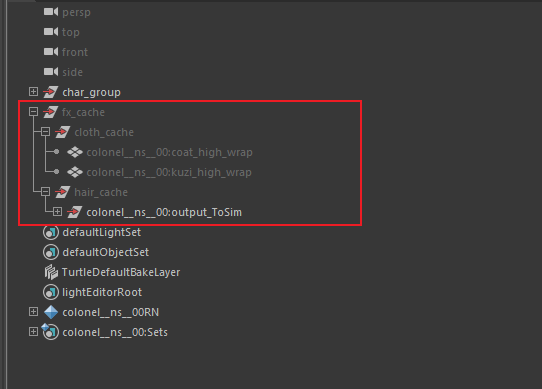 persp
top
front
side
char_group
fx_cache
cloth_cache
colonel__ns__00:coat_high_wrap
colonel__ns__00:kuzi_high_wrap
hair_cache
colonel__ns__00:output_ToSim
defaultLightSet
defaultObjectSet
TurtleDefaultBakeLayer
lightEditorRoot
colonel__ns__00RN
colonel__ns__00:Sets